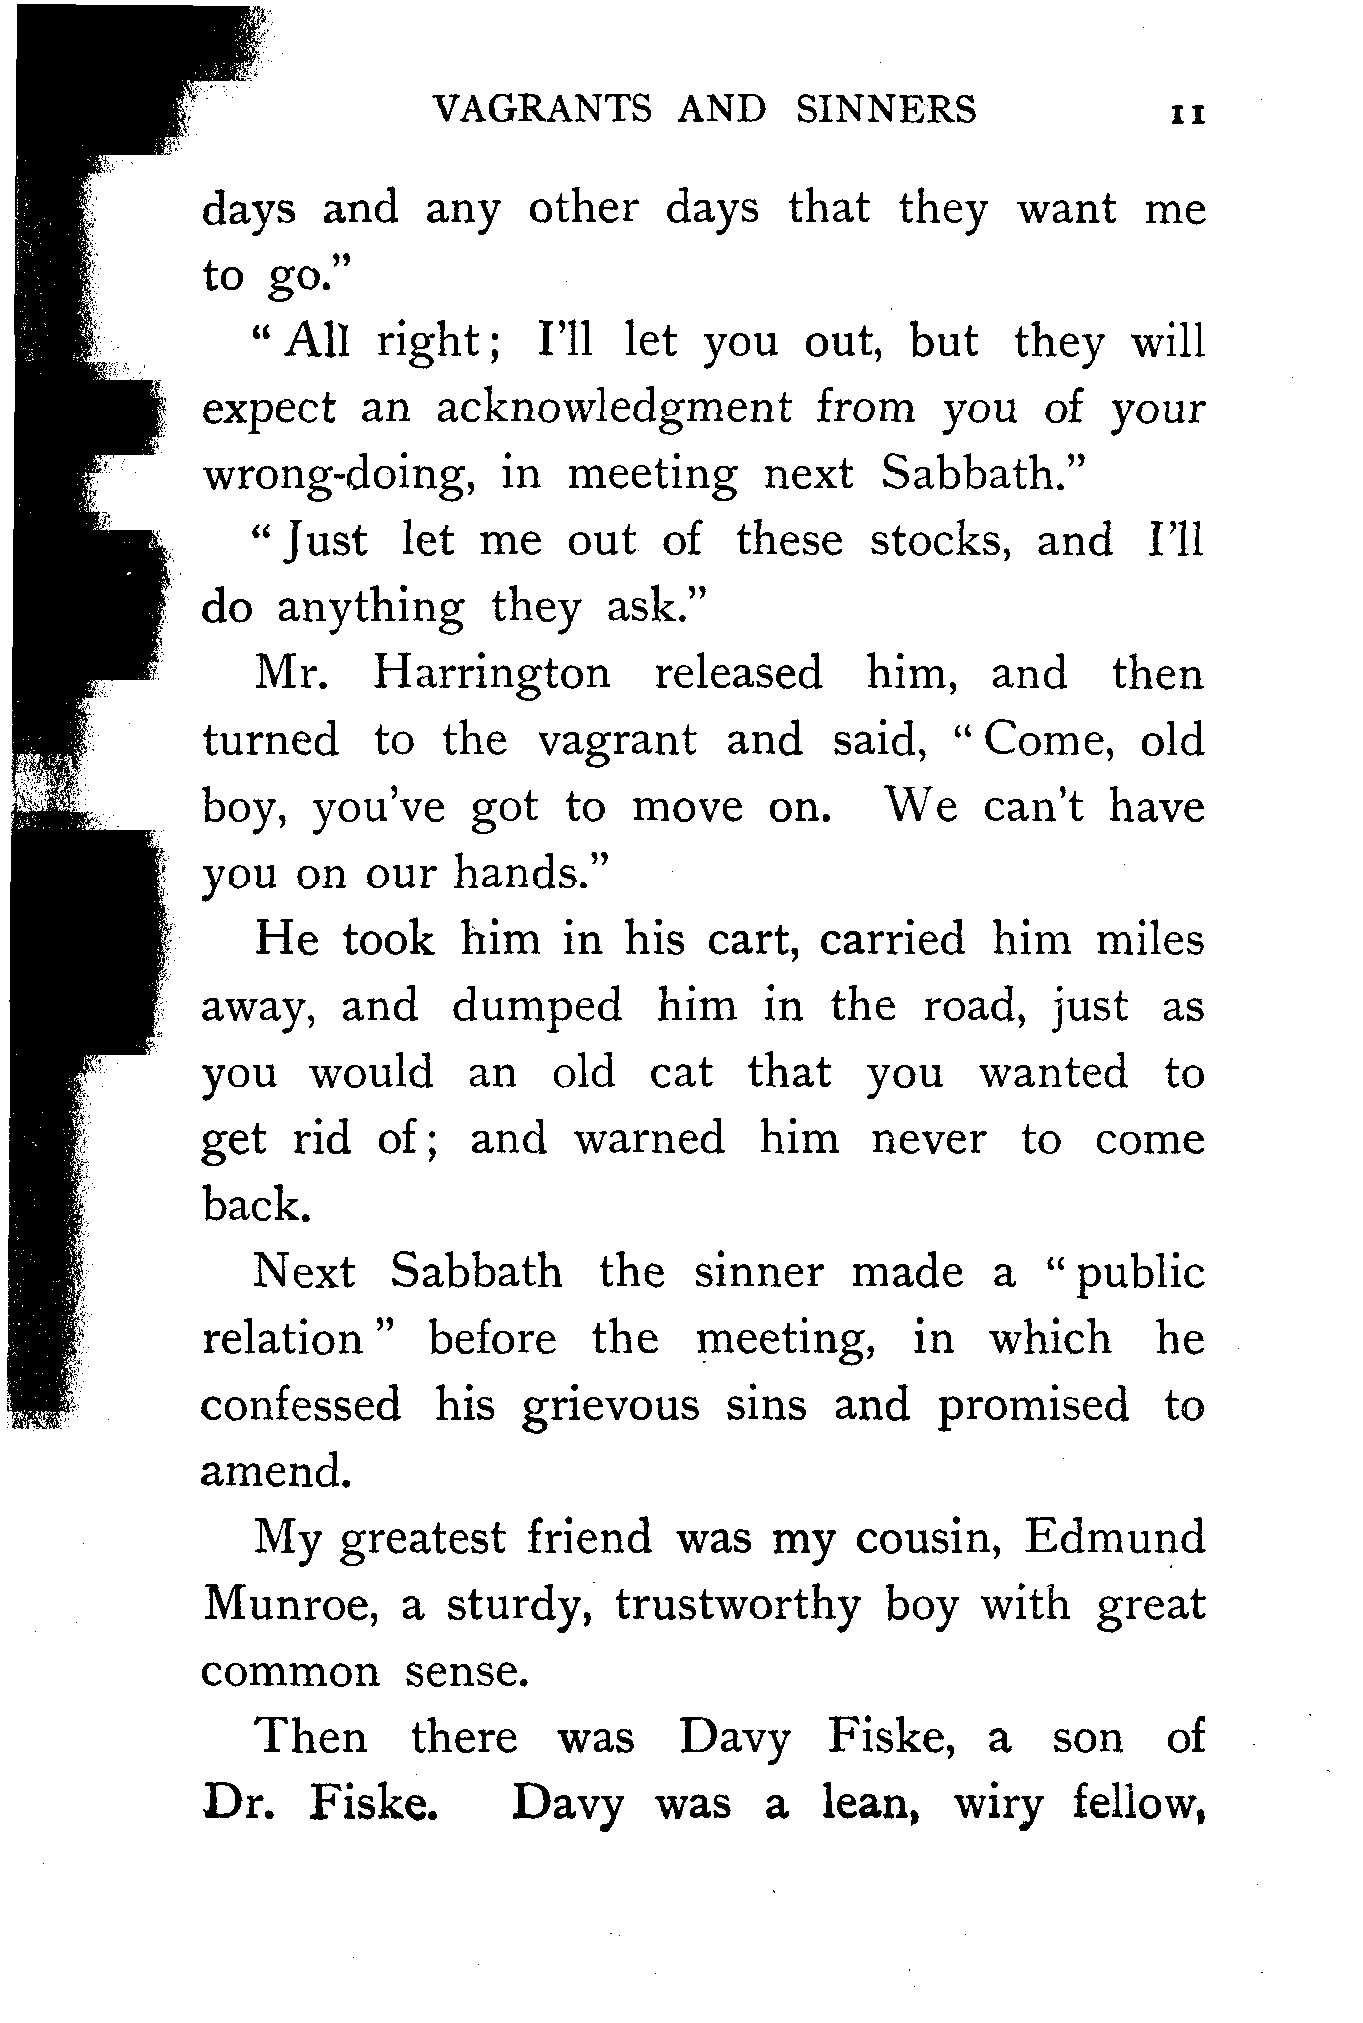 VAGRANTS AND SINNERS 11
days and any other days that they want me
to go."
"All right; I'll let you out, but they will
expect an acknowledgment from you of your
wrong-doing, in meeting next Sabbath."
"Just let me out of these stocks, and I'll
do anything they ask."
Mr. Harrington released him, and then
turned to the vagrant and said, "Come, old
boy, you've got to move on. We can't have
you on our hands."
He took him in his cart, carried him miles
away, and dumped him in the road, just as
you would an old cat that you wanted to
get rid of; and warned him never to come
back.
Next Sabbath the sinner made a "public
relation" before the meeting, in which he
confessed his grievous sins and promised to
amend.
My greatest friend was my cousin, Edmund
Munroe, a sturdy, trustworthy boy with great
common sense.
Then there was Davy Fiske, a son of
Dr. Fiske. Davy was a lean, wiry fellow,